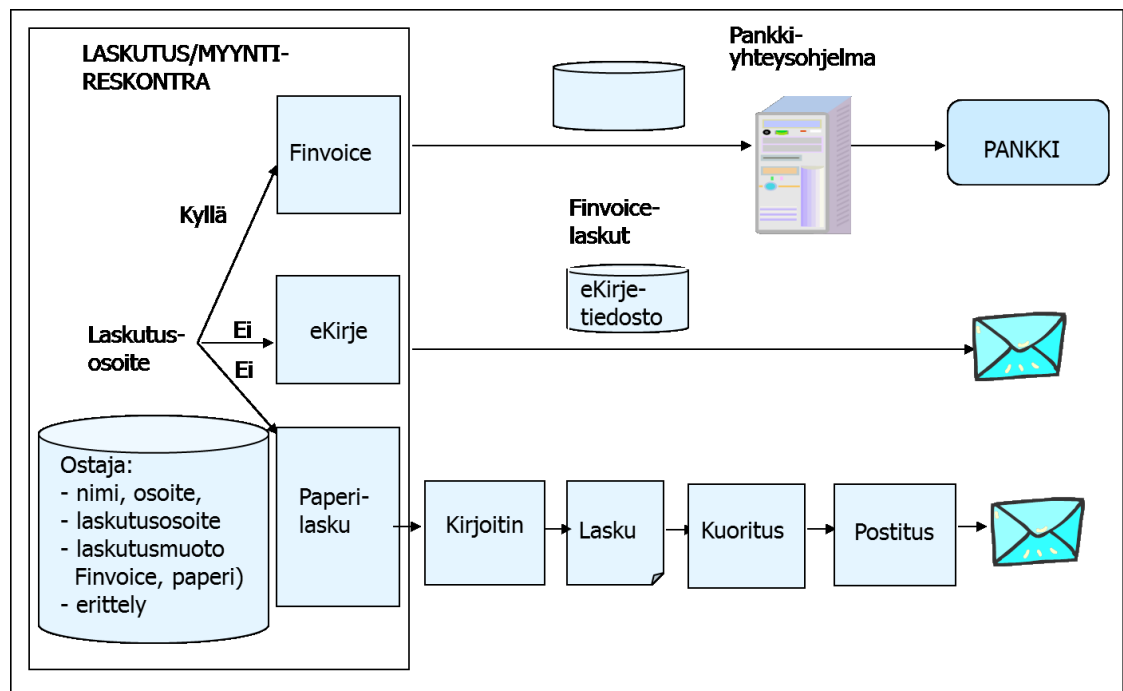 LASKUTUS/MYYNTI-
RESKONTRA
Pankki-
yhteysohjelma
Finvoice
PANKKI
Kyllä
Finvoice-
laskut
eKirje-
tiedosto
Laskutus-
osoite
Ei
eKirje
Ei
Ostaja:
- nimi, osoite,
- laskutusosoite
- laskutusmuoto
Finvoice, paperi)
- erittely
Paperi-
lasku
Kirjoitin
Lasku
Kuoritus
Postitus